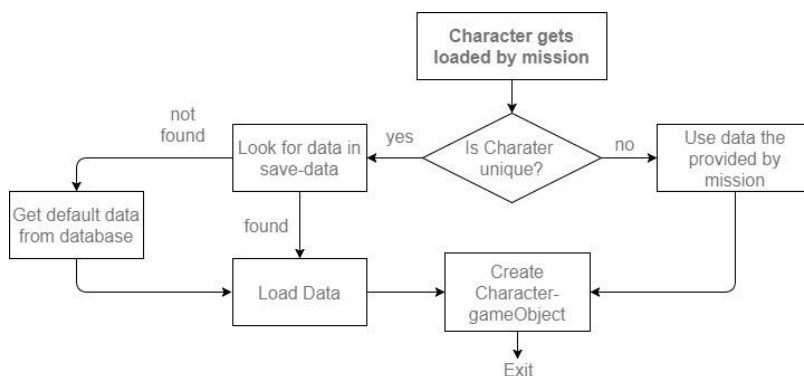 Character gets
loaded by mission
not
found
Look for data in
save-data
yes
Is Charater
unique?
no
Use data the
provided by
mission
Get default data
from database
found
Load Data
Create
Character-
gameObject
Exit